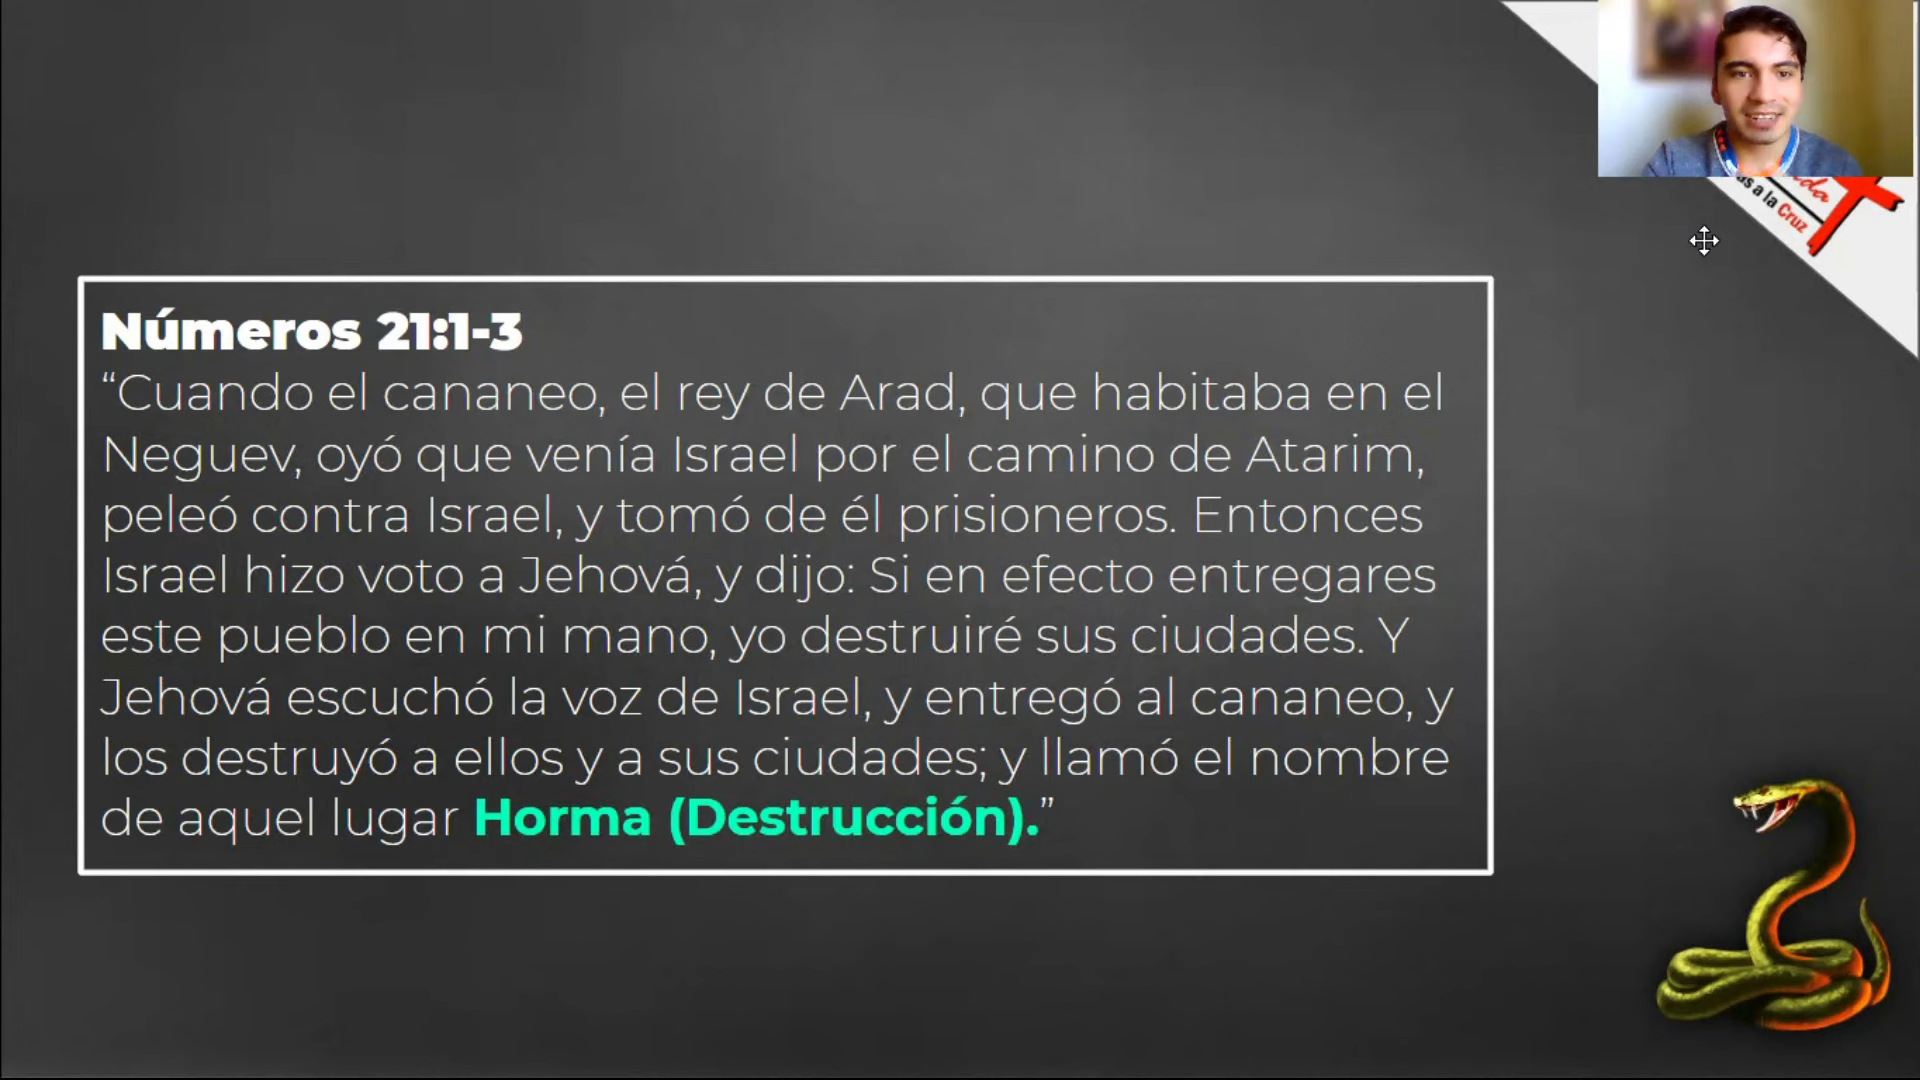 Números 21:1-3
“Cuando el cananeo, el rey de Arad, que habitaba en el
Neguev, oyó que venía Israel por el camino de Atarim,
peleó contra Israel, y tomó de él prisioneros. Entonces
Israel hizo voto a Jehová, y dijo: Si en efecto entregares
este pueblo en mi mano, yo destruiré sus ciudades. Y
Jehová escuchó la voz de Israel, y entregó al cananeo, y
los destruyó a ellos y a sus ciudades; y llamó el nombre
de aquel lugar Horma (Destrucción).”
a la Cruz